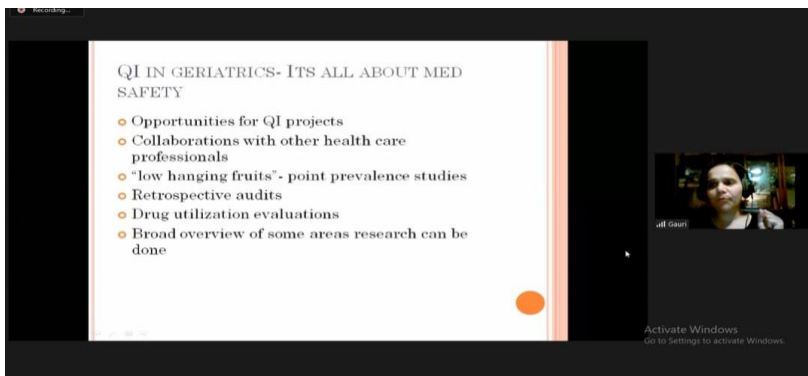 Recording...
QI IN GERIATRICS- ITS ALL ABOUT MED
SAFETY
Opportunities for QI projects
Collaborations with other health care
professionals
"low hanging fruits"- point prevalence studies
Retrospective audits
Drug utilization evaluations
Broad overview of some areas research can be
done
Gauri
Activate Windows
Go to Settings to activate Windows.